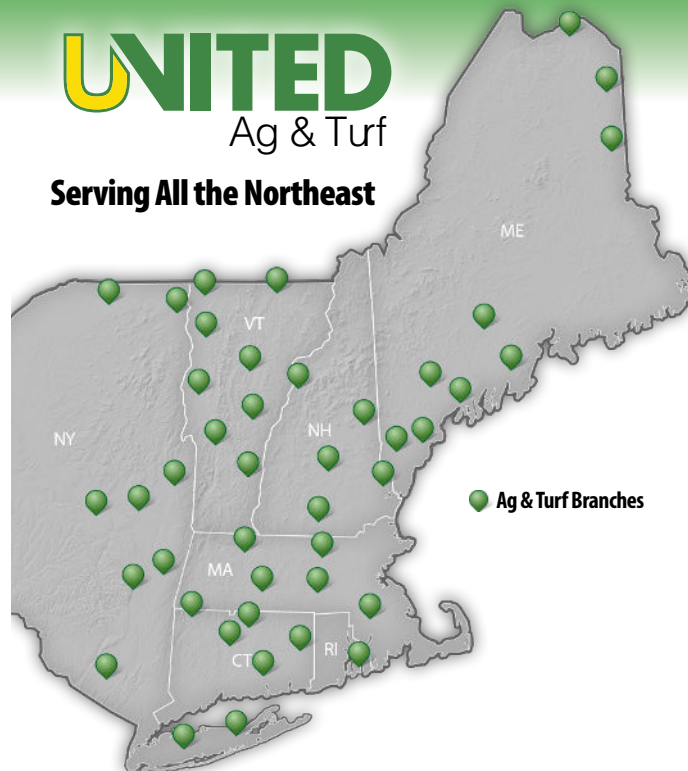 UNITED
Ag & Turf
Serving All the Northeast
ME
VT
NY
NH
Ag & Turf Branches
MA
CT
RI